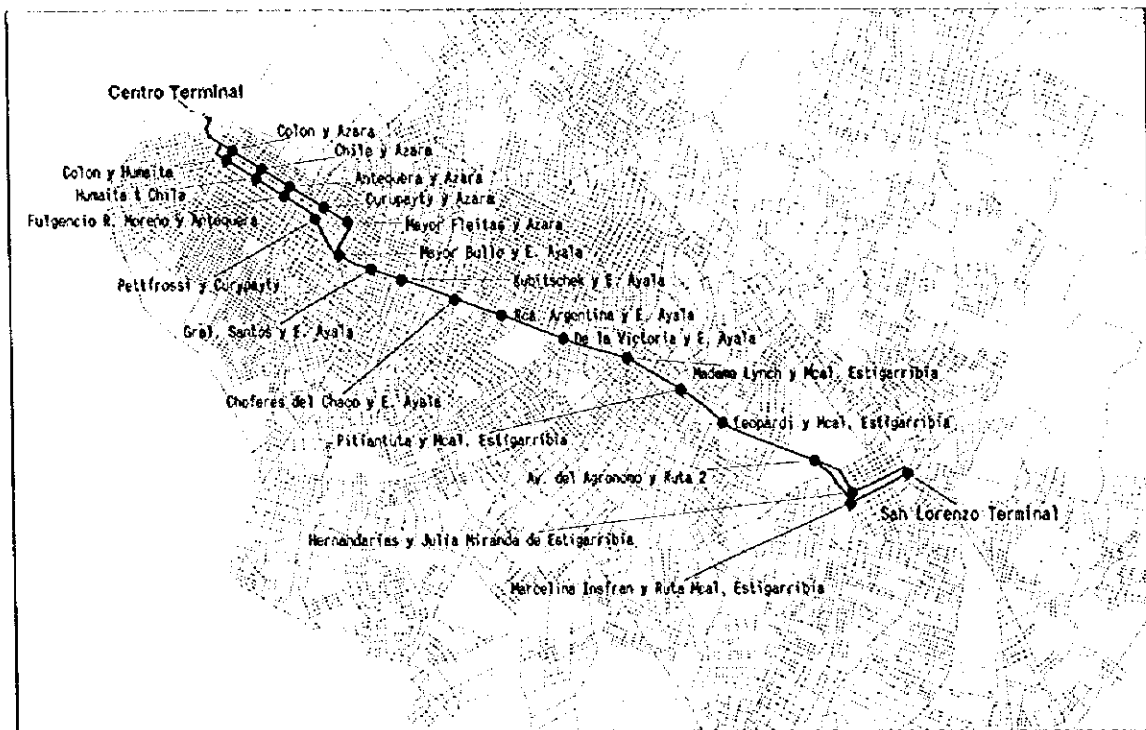 Centro Terminal
Colon y Azara
Chile y Azara
Colon y Humaita
Antequera y Azara
Humaita & Chile
Curupayty y Azara
Fulgencio R. Moreno y Antequera
Mayor Fleitas y Azara
Mayor Bullo y E. Ayala
Pettirossi y Curypayty
Kubitschek y E. Ayala
Gral. Santos y E. Ayala
Rca. Argentina y E. Ayala
De la Victoria y E. Ayala
Madame Lynch y Mcal. Estigarribia
Choferes del Chaco y E. Ayala
Leopardi y Mcal. Estigarribia
Pitiantuta y Mcal. Estigarribia
Av. del Agronomo y Ruta 2
San Lorenzo Terminal
Hernandarias y Julia Miranda de Estigarribia
Marcelina Insfran y Ruta Mcal. Estigarribia